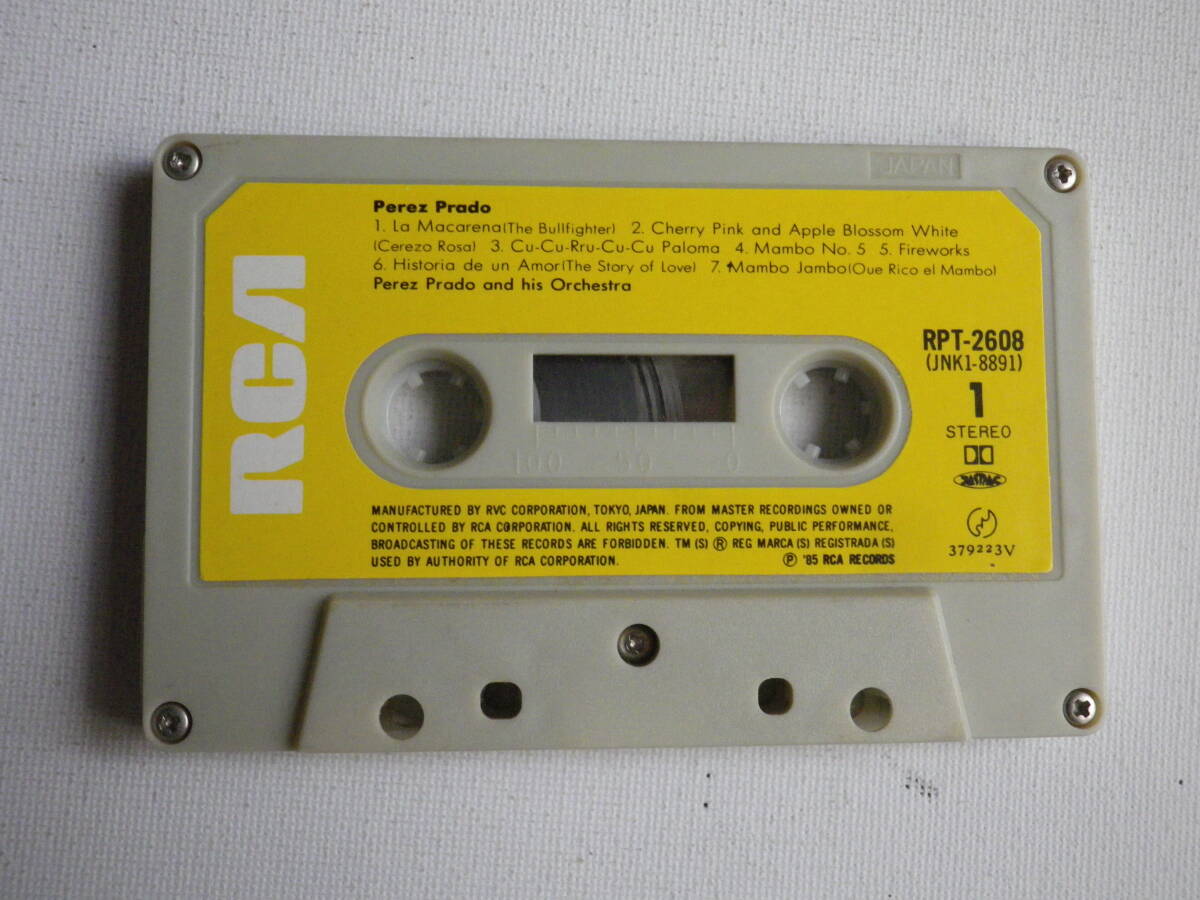 JAPAN
Perez Prado
1. La Macarena(The Bullfighter) 2. Cherry Pink and Apple Blossom White
(Cerezo Rosa) 3. Cu-Cu-Rru-Cu-Cu Paloma 4. Mambo No. 5 5. Fireworks
6. Historia de un Amor(The Story of Love) 7. Mambo Jambo(Oue Rico el Mambo)
Perez Prado and his Orchestra
RCA
RPT-2608
(JNK1-8891)
1
STEREO
100 50 0
MANUFACTURED BY RVC CORPORATION, TOKYO, JAPAN. FROM MASTER RECORDINGS OWNED OR
CONTROLLED BY RCA CORPORATION. ALL RIGHTS RESERVED, COPYING, PUBLIC PERFORMANCE,
BROADCASTING OF THESE RECORDS ARE FORBIDDEN. TM (S) ® REG MARCA (S) REGISTRADA (S)
USED BY AUTHORITY OF RCA CORPORATION. ℗ '85 RCA RECORDS
JASRAC
379223V